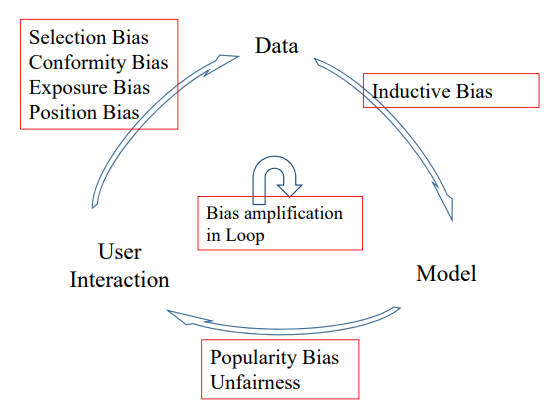 Selection Bias
Conformity Bias
Exposure Bias
Position Bias
Data
Inductive Bias
Bias amplification
in Loop
User
Interaction
Model
Popularity Bias
Unfairness